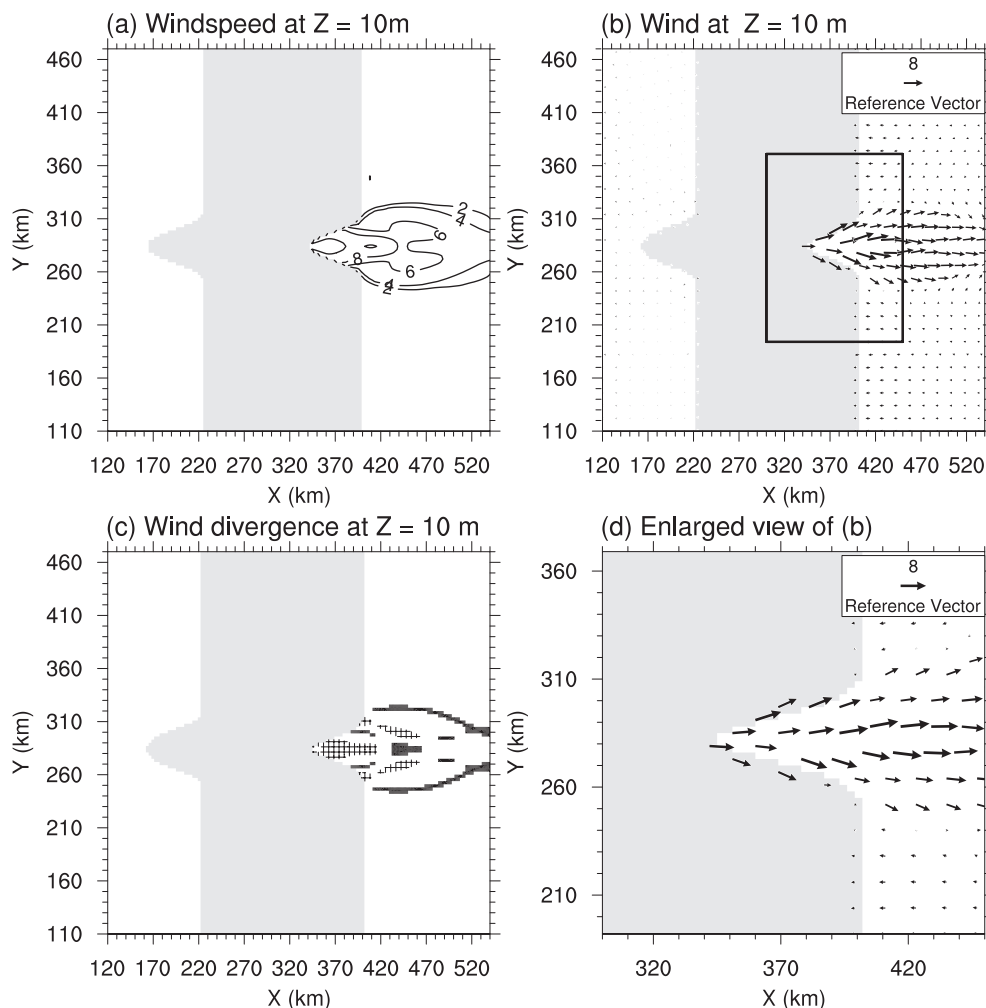 (a) Windspeed at Z = 10m
460
410
360
310
260
210
160
110
120 170 220 270 320 370 420 470 520
X (km)
Y (km)
2
4
6
8
6
4
2
(b) Wind at Z = 10 m
8
Reference Vector
460
410
360
310
260
210
160
110
120 170 220 270 320 370 420 470 520
X (km)
Y (km)
(c) Wind divergence at Z = 10 m
460
410
360
310
260
210
160
110
120 170 220 270 320 370 420 470 520
X (km)
Y (km)
(d) Enlarged view of (b)
8
Reference Vector
360
310
260
210
320 370 420
X (km)
Y (km)